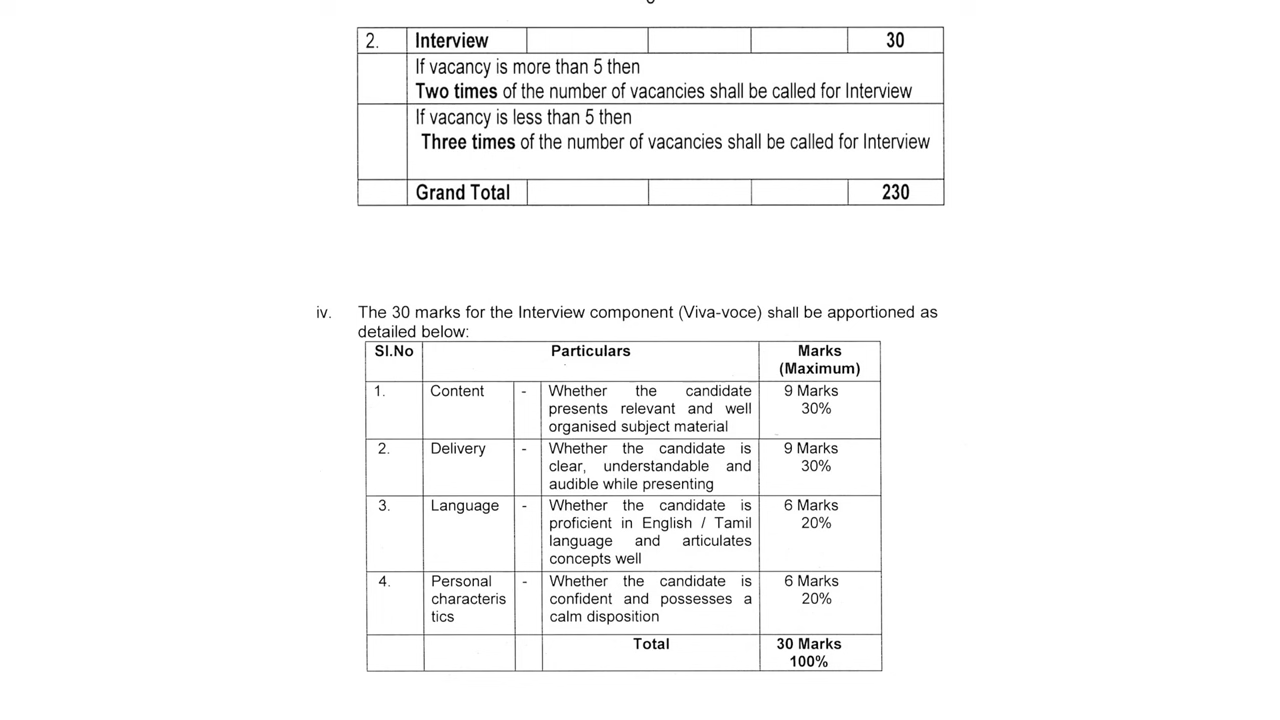 2. Interview 30
If vacancy is more than 5 then
Two times of the number of vacancies shall be called for Interview
If vacancy is less than 5 then
Three times of the number of vacancies shall be called for Interview
Grand Total 230
iv. The 30 marks for the Interview component (Viva-voce) shall be apportioned as
detailed below:
Sl.No Particulars Marks
(Maximum)
1. Content - Whether the candidate 9 Marks
presents relevant and well 30%
organised subject material
2. Delivery - Whether the candidate is 9 Marks
clear, understandable and 30%
audible while presenting
3. Language - Whether the candidate is 6 Marks
proficient in English / Tamil 20%
language and articulates
concepts well
4. Personal - Whether the candidate is 6 Marks
characteris confident and possesses a 20%
tics calm disposition
Total 30 Marks
100%